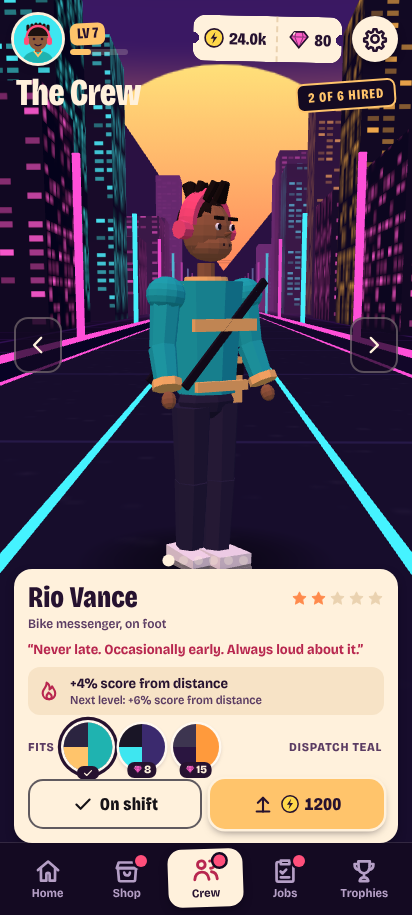 LV 7
24.0k
80
The Crew
2 OF 6 HIRED
Rio Vance
Bike messenger, on foot
“Never late. Occasionally early. Always loud about it.”
+4% score from distance
Next level: +6% score from distance
FITS
8
15
DISPATCH TEAL
On shift
1200
Home
Shop
Crew
Jobs
Trophies